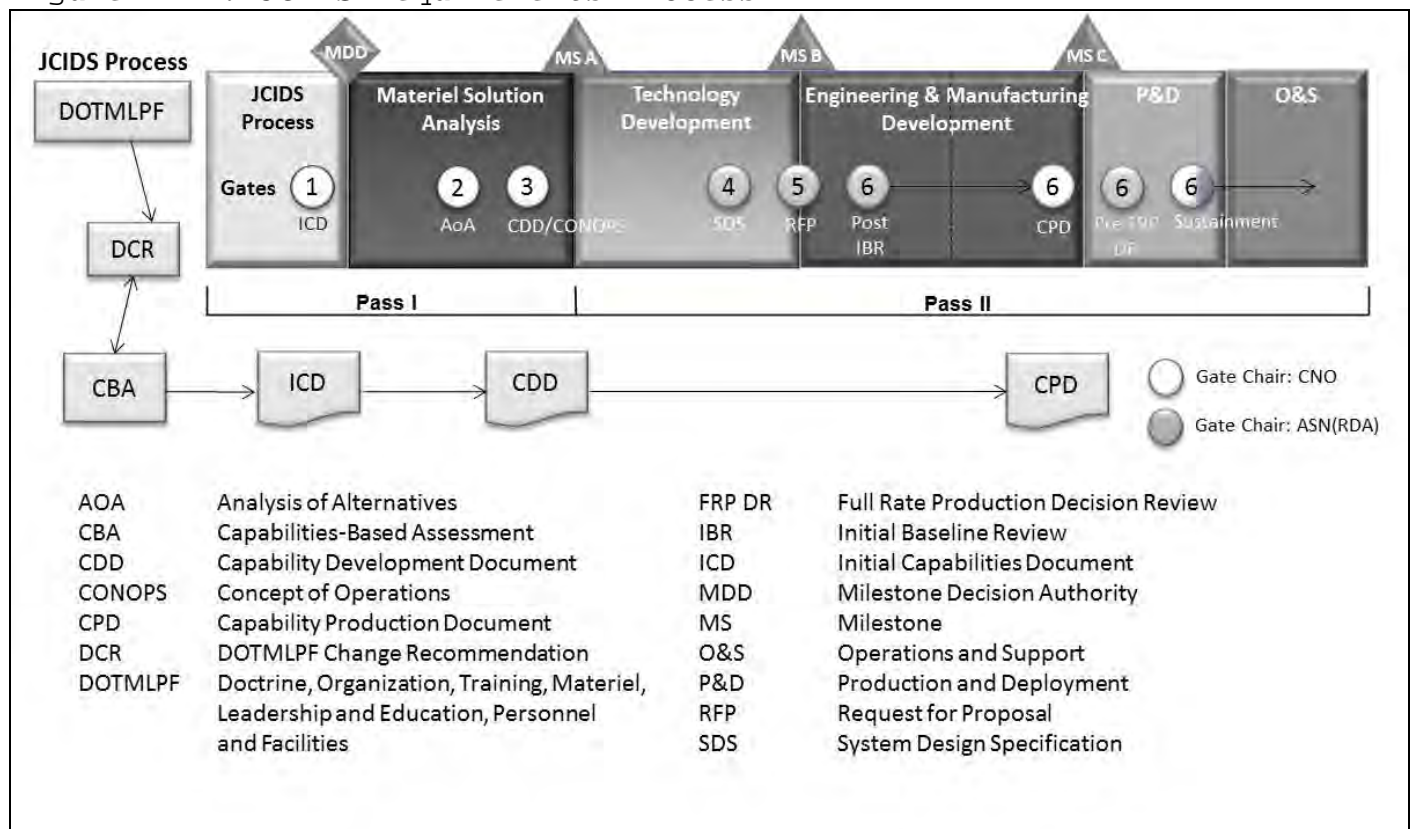 JCIDS Process
DOTMLPF
DCR
CBA
MDD
MS A
MS B
MS C
JCIDS
Process
Materiel Solution
Analysis
Technology
Development
Engineering & Manufacturing
Development
P&D
O&S
Gates
1
ICD
2
AoA
3
CDD/CONOPS
4
SDS
5
RFP
6
Post
IBR
6
CPD
6
Pre FRP
DR
6
Sustainment
Pass I
Pass II
ICD
CDD
CPD
Gate Chair: CNO
Gate Chair: ASN(RDA)
AOA Analysis of Alternatives
CBA Capabilities-Based Assessment
CDD Capability Development Document
CONOPS Concept of Operations
CPD Capability Production Document
DCR DOTMLPF Change Recommendation
DOTMLPF Doctrine, Organization, Training, Materiel,
Leadership and Education, Personnel
and Facilities
FRP DR Full Rate Production Decision Review
IBR Initial Baseline Review
ICD Initial Capabilities Document
MDD Milestone Decision Authority
MS Milestone
O&S Operations and Support
P&D Production and Deployment
RFP Request for Proposal
SDS System Design Specification